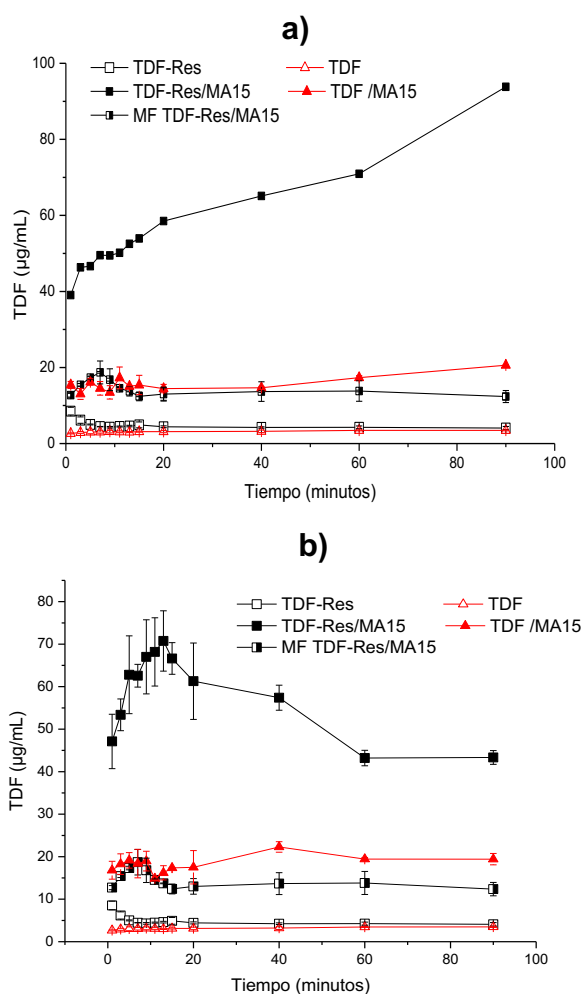 a)
TDF-Res
TDF
TDF-Res/MA15
TDF /MA15
MF TDF-Res/MA15
100
80
60
40
20
0
TDF (µg/mL)
0 20 40 60 80 100
Tiempo (minutos)
b)
TDF-Res
TDF
TDF-Res/MA15
TDF /MA15
MF TDF-Res/MA15
80
70
60
50
40
30
20
10
0
TDF (µg/mL)
0 20 40 60 80 100
Tiempo (minutos)